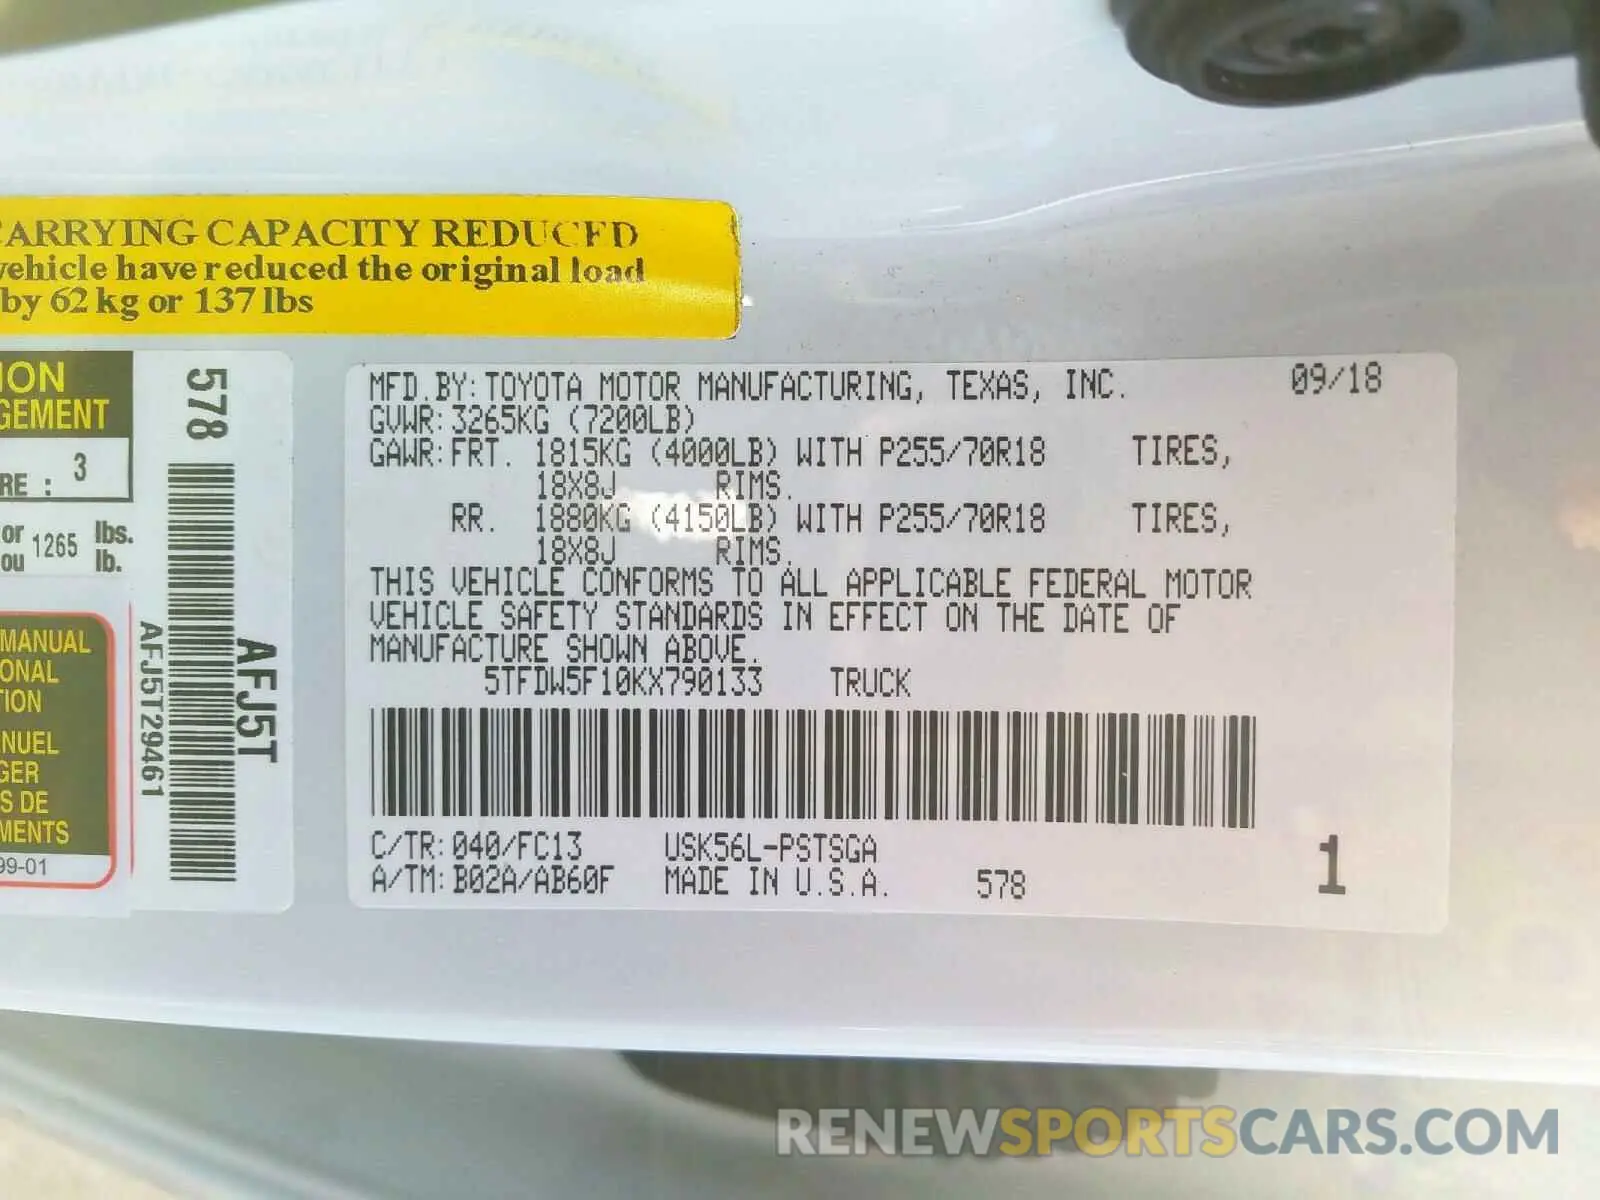 CARRYING CAPACITY REDUCED
vehicle have reduced the original load
by 62 kg or 137 lbs
ION
GEMENT
RE : 3
or
ou 1265 lbs.
lb.
MANUAL
ONAL
TION
NUEL
GER
S DE
MENTS
99-01
578
AFJ5T
AFJ5T29461
MFD.BY:TOYOTA MOTOR MANUFACTURING, TEXAS, INC. 09/18
GVWR:3265KG (7200LB)
GAWR:FRT. 1815KG (4000LB) WITH P255/70R18 TIRES,
18X8J RIMS.
RR. 1880KG (4150LB) WITH P255/70R18 TIRES,
18X8J RIMS.
THIS VEHICLE CONFORMS TO ALL APPLICABLE FEDERAL MOTOR
VEHICLE SAFETY STANDARDS IN EFFECT ON THE DATE OF
MANUFACTURE SHOWN ABOVE.
5TFDW5F10KX790133 TRUCK
C/TR:040/FC13 USK56L-PSTSGA
A/TM:B02A/AB60F MADE IN U.S.A. 578 1
RENEWSPORTSCARS.COM